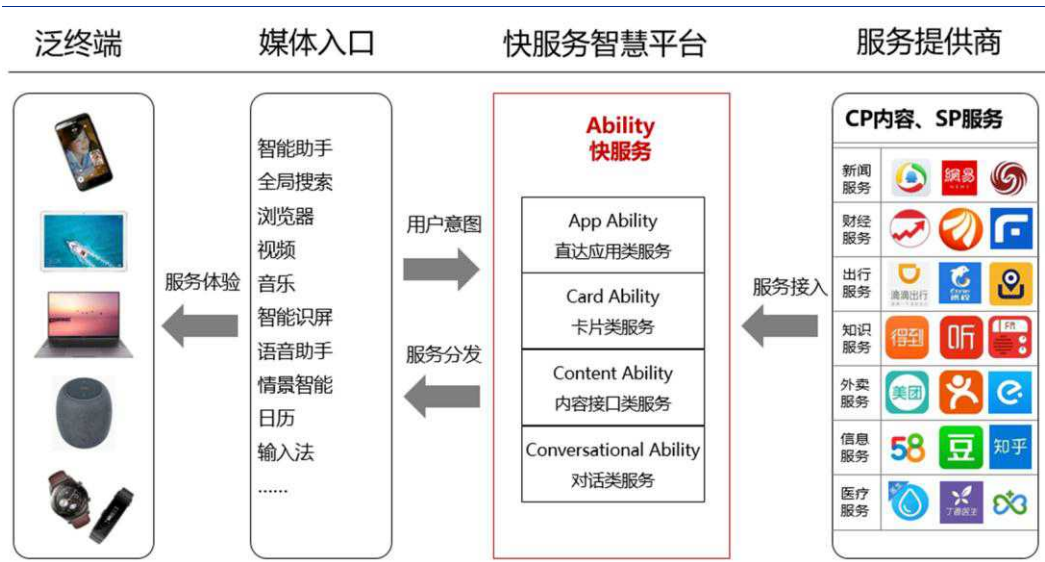 泛终端
媒体入口
快服务智慧平台
服务提供商
服务体验
智能助手
全局搜索
浏览器
视频
音乐
智能识屏
语音助手
情景智能
日历
输入法
......
用户意图
服务分发
Ability
快服务
App Ability
直达应用类服务
Card Ability
卡片类服务
Content Ability
内容接口类服务
Conversational Ability
对话类服务
服务接入
CP内容、SP服务
新闻
服务
網易
NEWS
财经
服务
出行
服务
滴滴出行
携程
知识
服务
得到
听
FM
外卖
服务
美团
信息
服务
58
豆
知乎
医疗
服务
丁香医生